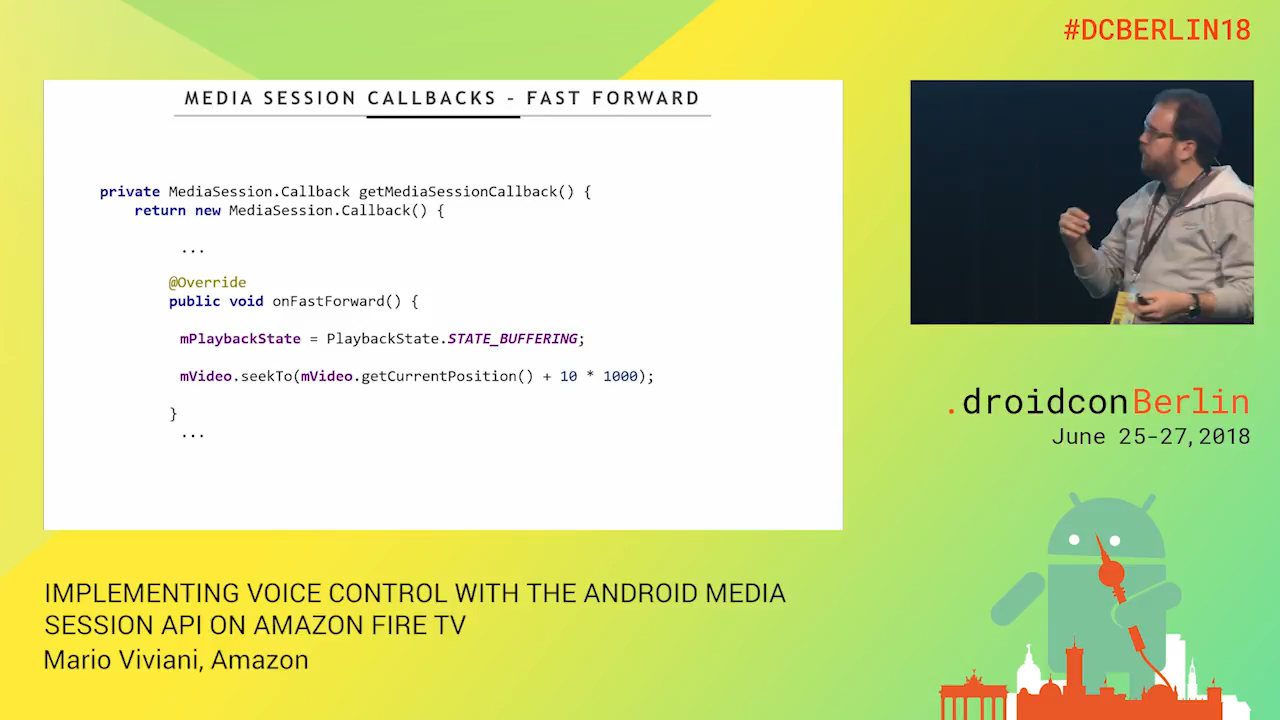 #DCBERLIN18
MEDIA SESSION CALLBACKS - FAST FORWARD
private MediaSession.Callback getMediaSessionCallback() {
return new MediaSession.Callback() {
...
@Override
public void onFastForward() {
mPlaybackState = PlaybackState.STATE_BUFFERING;
mVideo.seekTo(mVideo.getCurrentPosition() + 10 * 1000);
}
...
.droidconBerlin
June 25-27,2018
IMPLEMENTING VOICE CONTROL WITH THE ANDROID MEDIA
SESSION API ON AMAZON FIRE TV
Mario Viviani, Amazon